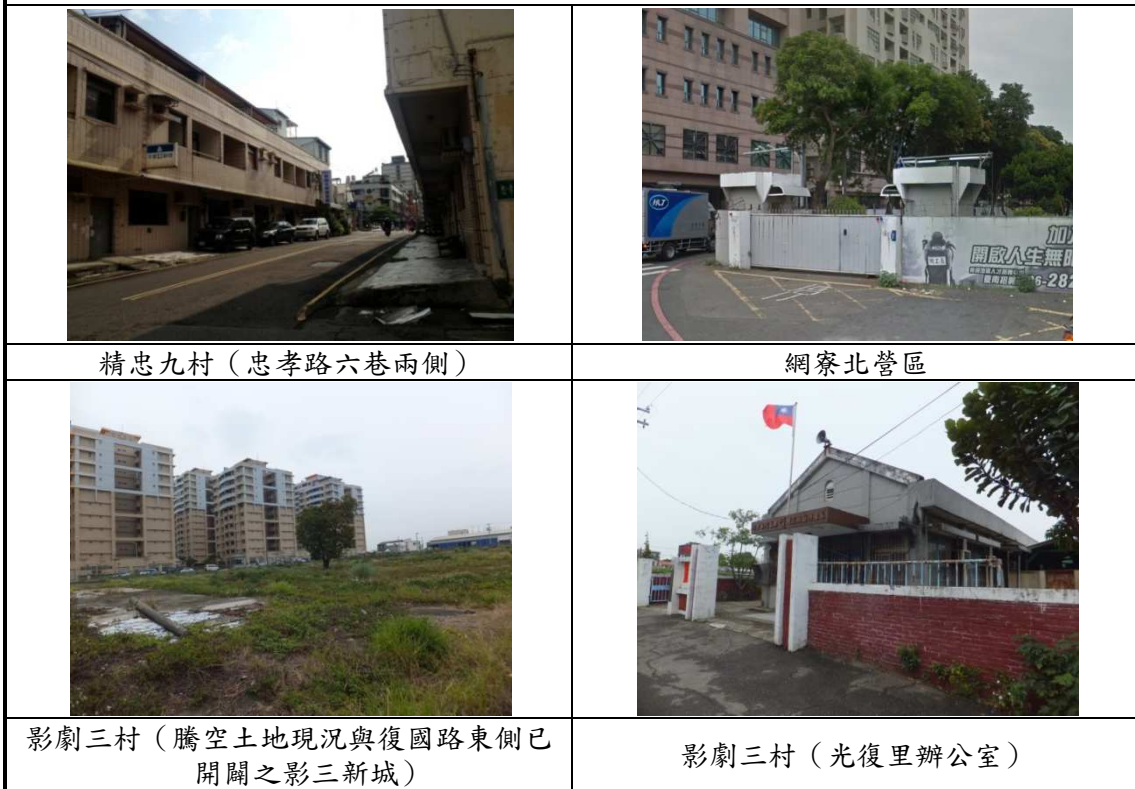 HCT
開啟人生無
精忠九村（忠孝路六巷兩側）
網寮北營區
影劇三村（騰空土地現況與復國路東側已
開闢之影三新城）
影劇三村（光復里辦公室）